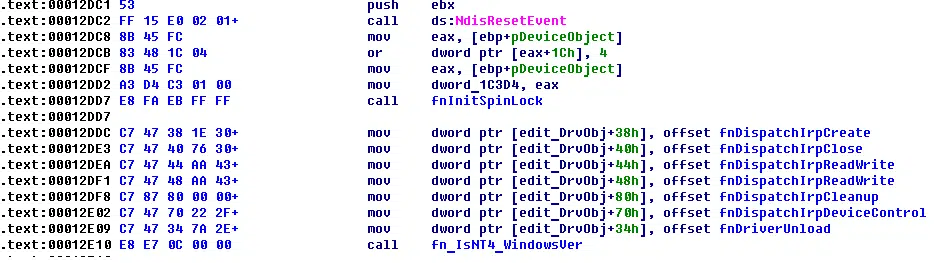 .text:00012DC1 53 push ebx
.text:00012DC2 FF 15 E0 02 01+ call ds:NdisResetEvent
.text:00012DC8 8B 45 FC mov eax, [ebp+pDeviceObject]
.text:00012DCB 83 48 1C 04 or dword ptr [eax+1Ch], 4
.text:00012DCF 8B 45 FC mov eax, [ebp+pDeviceObject]
.text:00012DD2 A3 D4 C3 01 00 mov dword_1C3D4, eax
.text:00012DD7 E8 FA EB FF FF call fnInitSpinLock
.text:00012DD7
.text:00012DDC C7 47 38 1E 30+ mov dword ptr [edit_DrvObj+38h], offset fnDispatchIrpCreate
.text:00012DE3 C7 47 40 76 30+ mov dword ptr [edit_DrvObj+40h], offset fnDispatchIrpClose
.text:00012DEA C7 47 44 AA 43+ mov dword ptr [edit_DrvObj+44h], offset fnDispatchIrpReadWrite
.text:00012DF1 C7 47 48 AA 43+ mov dword ptr [edit_DrvObj+48h], offset fnDispatchIrpReadWrite
.text:00012DF8 C7 87 80 00 00+ mov dword ptr [edit_DrvObj+80h], offset fnDispatchIrpCleanup
.text:00012E02 C7 47 70 22 2F+ mov dword ptr [edit_DrvObj+70h], offset fnDispatchIrpDeviceControl
.text:00012E09 C7 47 34 7A 2E+ mov dword ptr [edit_DrvObj+34h], offset fnDriverUnload
.text:00012E10 E8 E7 0C 00 00 call fn_IsNT4_WindowsVer